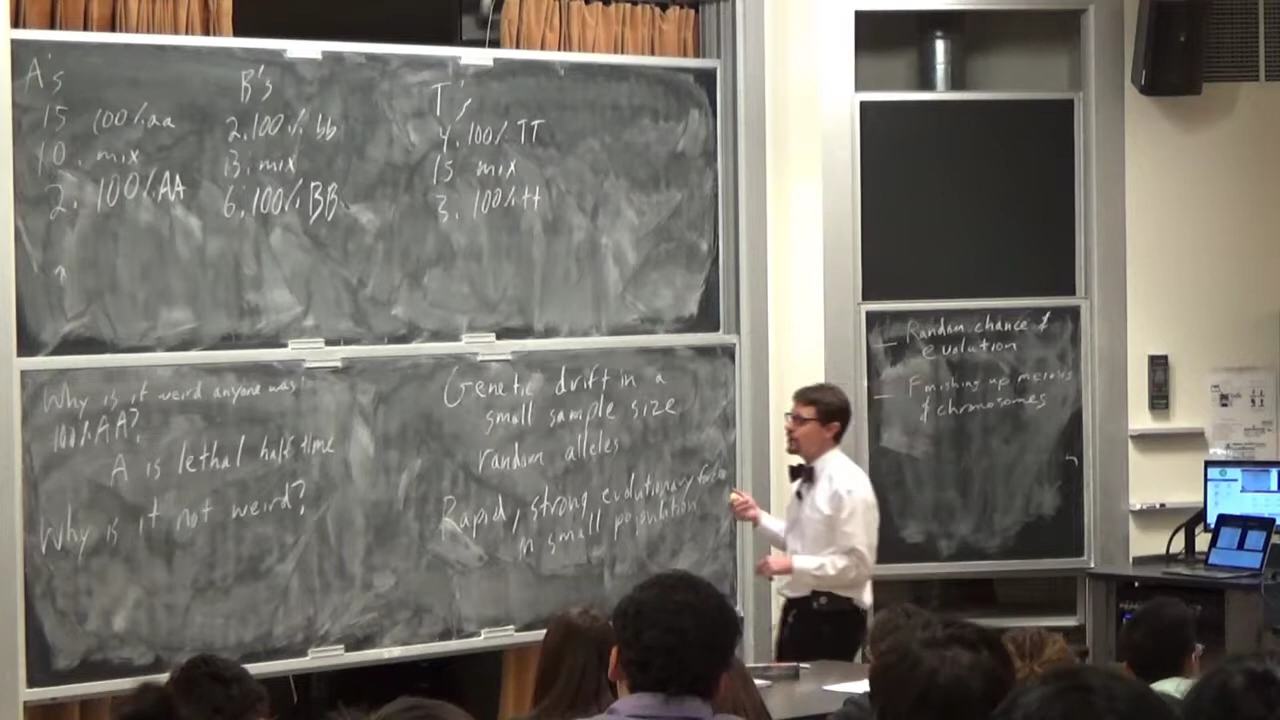 A's
15 100% aa
10. mix
2. 100% AA
B's
2. 100% bb
13. mix
6. 100% BB
T's
4. 100% TT
15 mix
3. 100% tt
Why is it weird anyone was
100% AA?
A is lethal half time
Why is it not weird?
Genetic drift in a
small sample size
random alleles
Rapid, strong evolutionary force
in small population
— Random chance &
evolution
— Finishing up meiosis
& chromosomes